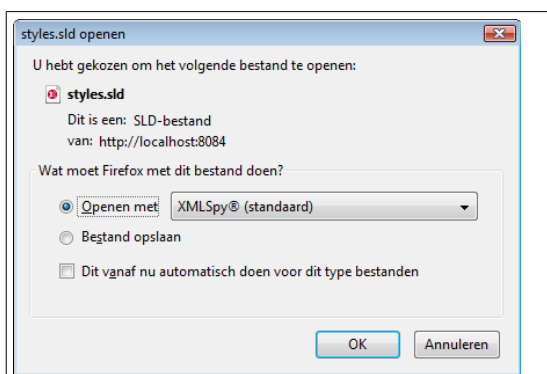 styles.sld openen
U hebt gekozen om het volgende bestand te openen:
styles.sld
Dit is een: SLD-bestand
van: http://localhost:8084
Wat moet Firefox met dit bestand doen?
Openen met XMLSpy® (standaard)
Bestand opslaan
Dit vanaf nu automatisch doen voor dit type bestanden
OK Annuleren